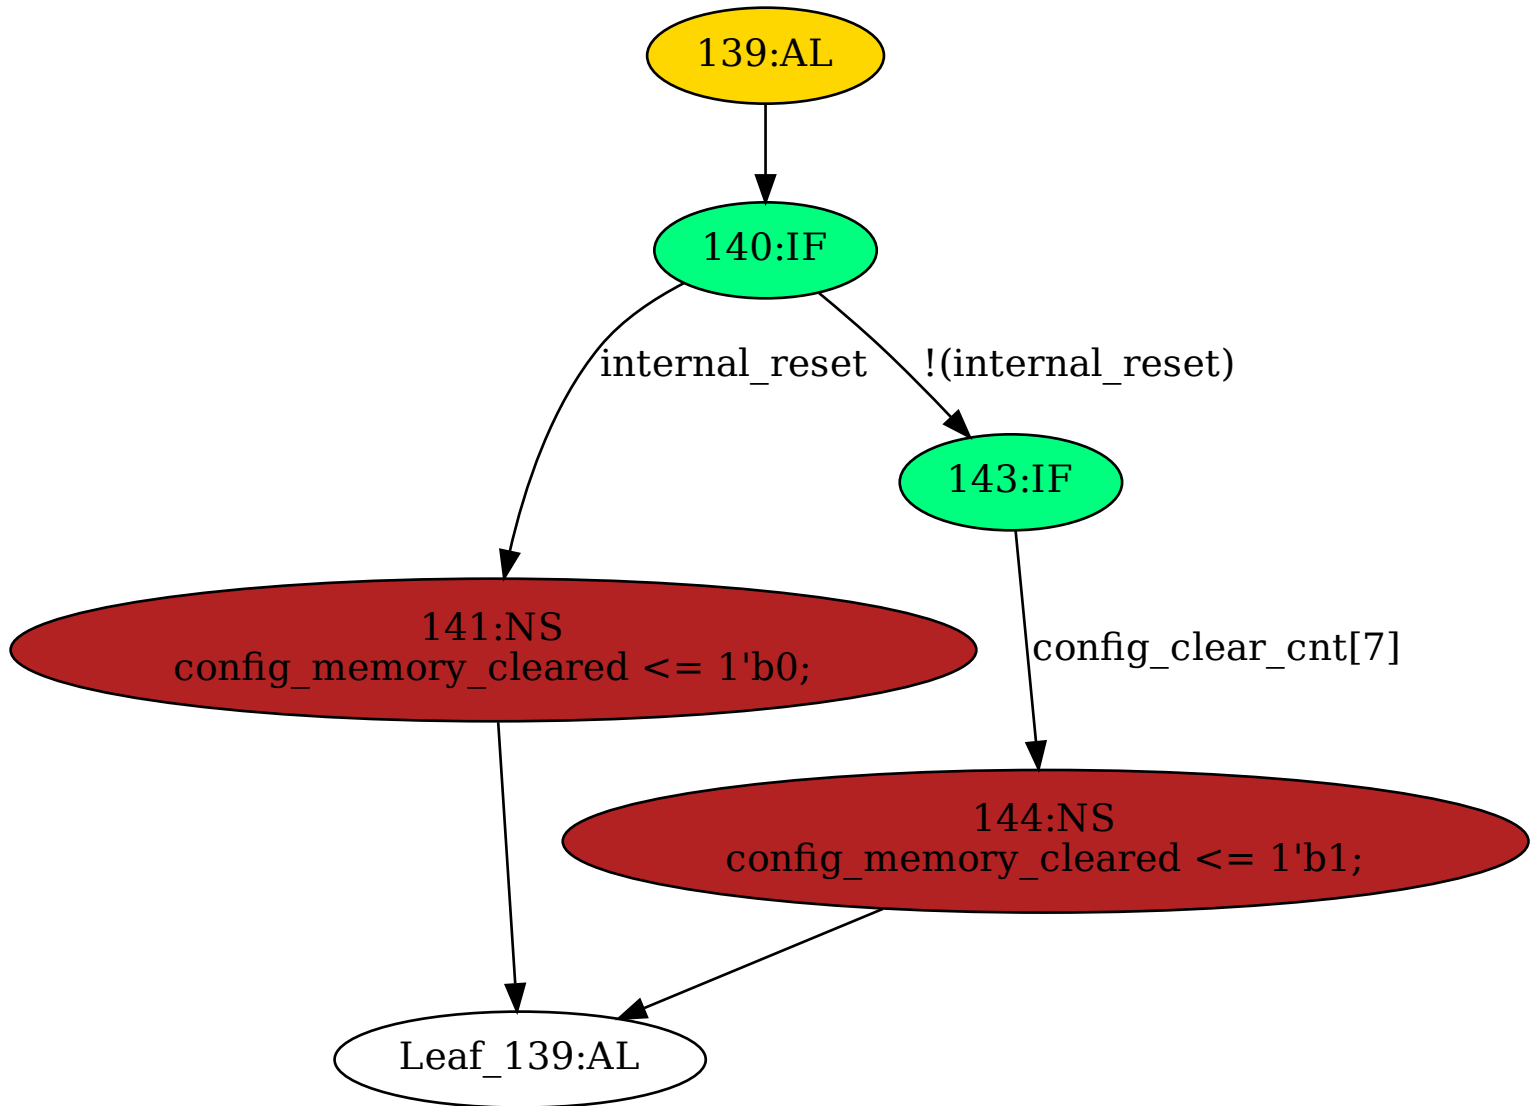 139:AL
140:IF
internal_reset
!(internal_reset)
143:IF
141:NS
config_memory_cleared <= 1'b0;
config_clear_cnt[7]
144:NS
config_memory_cleared <= 1'b1;
Leaf_139:AL